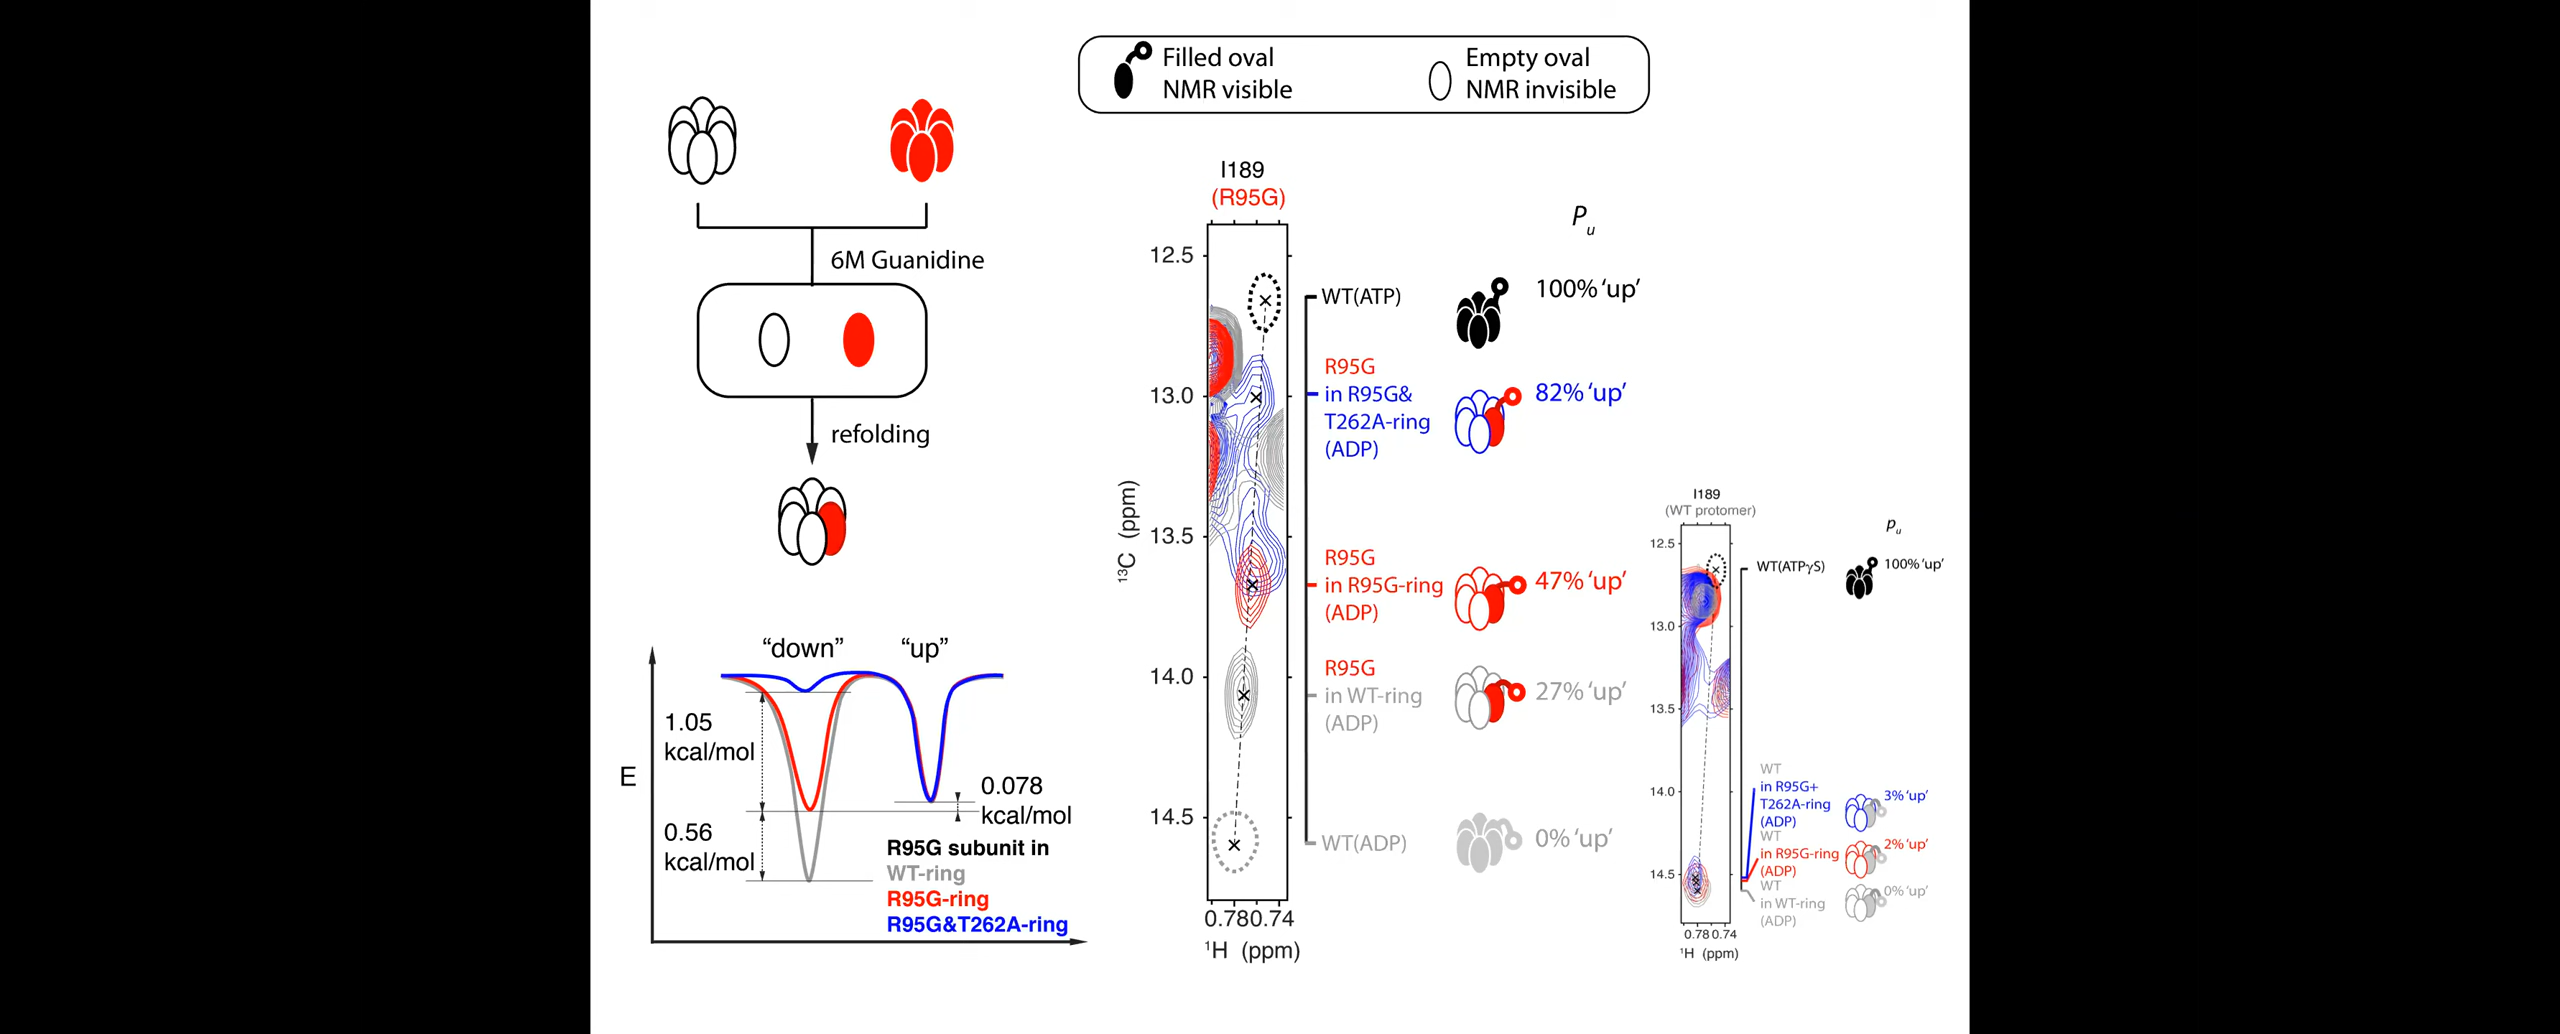 Filled oval
NMR visible
Empty oval
NMR invisible
6M Guanidine
refolding
"down"
"up"
1.05
kcal/mol
0.56
kcal/mol
0.078
kcal/mol
E
R95G subunit in
WT-ring
R95G-ring
R95G&T262A-ring
I189
(R95G)
Pu
12.5
13.0
13.5
14.0
14.5
13C (ppm)
0.780.74
1H (ppm)
WT(ATP)
100% 'up'
R95G
in R95G&
T262A-ring
(ADP)
82% 'up'
R95G
in R95G-ring
(ADP)
47% 'up'
R95G
in WT-ring
(ADP)
27% 'up'
WT(ADP)
0% 'up'
I189
(WT protomer)
pu
12.5
13.0
13.5
14.0
14.5
0.78 0.74
1H (ppm)
WT(ATPγS)
100% 'up'
WT
in R95G+
T262A-ring
(ADP)
3% 'up'
WT
in R95G-ring
(ADP)
2% 'up'
WT
in WT-ring
(ADP)
0% 'up'